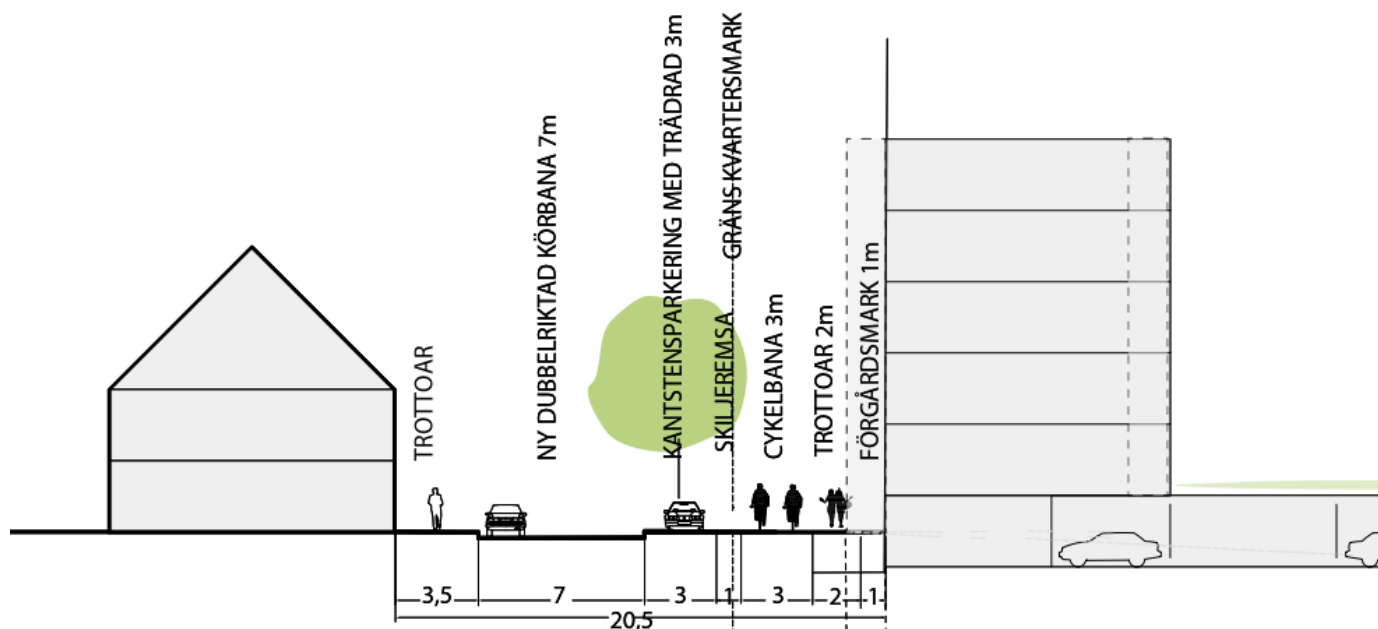 TROTTOAR
NY DUBBELRIKTAD KÖRBANA 7m
KANTSTENSPARKERING MED TRÄDRAD 3m
SKILJEREMSA
GRÄNS KVARTERSMARK
CYKELBANA 3m
TROTTOAR 2m
FÖRGÅRDSMARK 1m
3,5 7 3 1 3 2 1
20,5